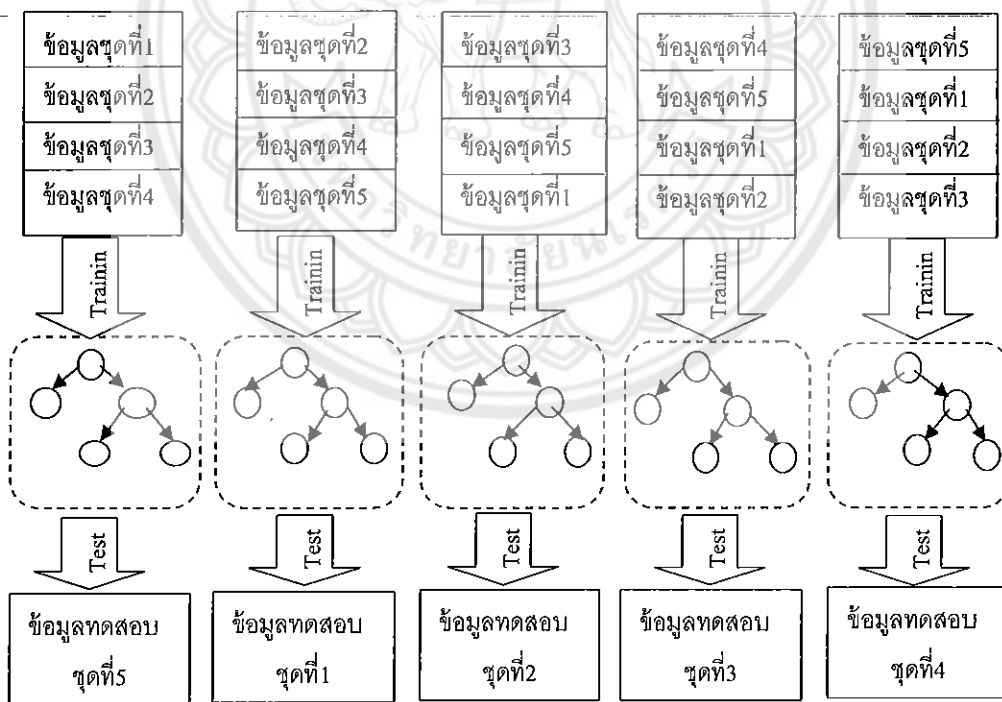 ข้อมูลชุดที่1 ข้อมูลชุดที่2 ข้อมูลชุดที่3 ข้อมูลชุดที่4 ข้อมูลชุดที่5
ข้อมูลชุดที่2 ข้อมูลชุดที่3 ข้อมูลชุดที่4 ข้อมูลชุดที่5 ข้อมูลชุดที่1
ข้อมูลชุดที่3 ข้อมูลชุดที่4 ข้อมูลชุดที่5 ข้อมูลชุดที่1 ข้อมูลชุดที่2
ข้อมูลชุดที่4 ข้อมูลชุดที่5 ข้อมูลชุดที่1 ข้อมูลชุดที่2 ข้อมูลชุดที่3
Trainin Trainin Trainin Trainin Trainin
Test Test Test Test Test
ข้อมูลทดสอบ ข้อมูลทดสอบ ข้อมูลทดสอบ ข้อมูลทดสอบ ข้อมูลทดสอบ
ชุดที่5 ชุดที่1 ชุดที่2 ชุดที่3 ชุดที่4